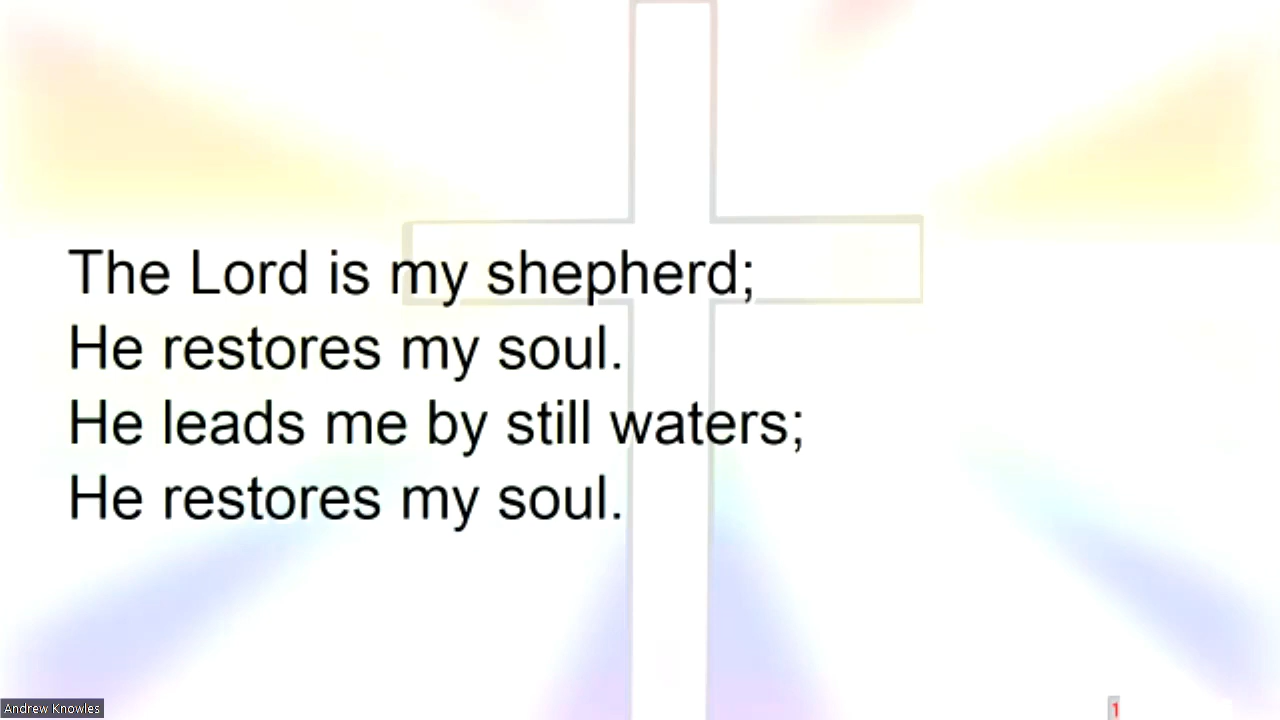 The Lord is my shepherd;
He restores my soul.
He leads me by still waters;
He restores my soul.
Andrew Knowles
1